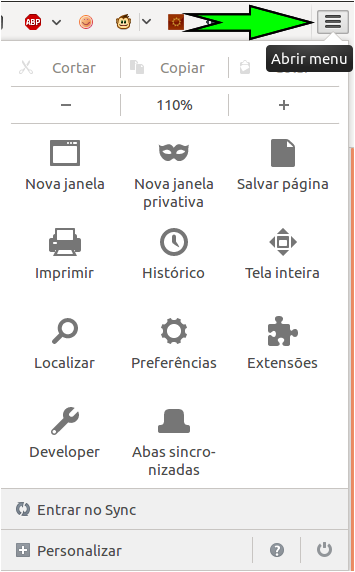 ABP
Abrir menu
Cortar
Copiar
− 110% +
Nova janela
Nova janela
privativa
Salvar página
Imprimir
Histórico
Tela inteira
Localizar
Preferências
Extensões
Developer
Abas sincro-
nizadas
Entrar no Sync
Personalizar
?